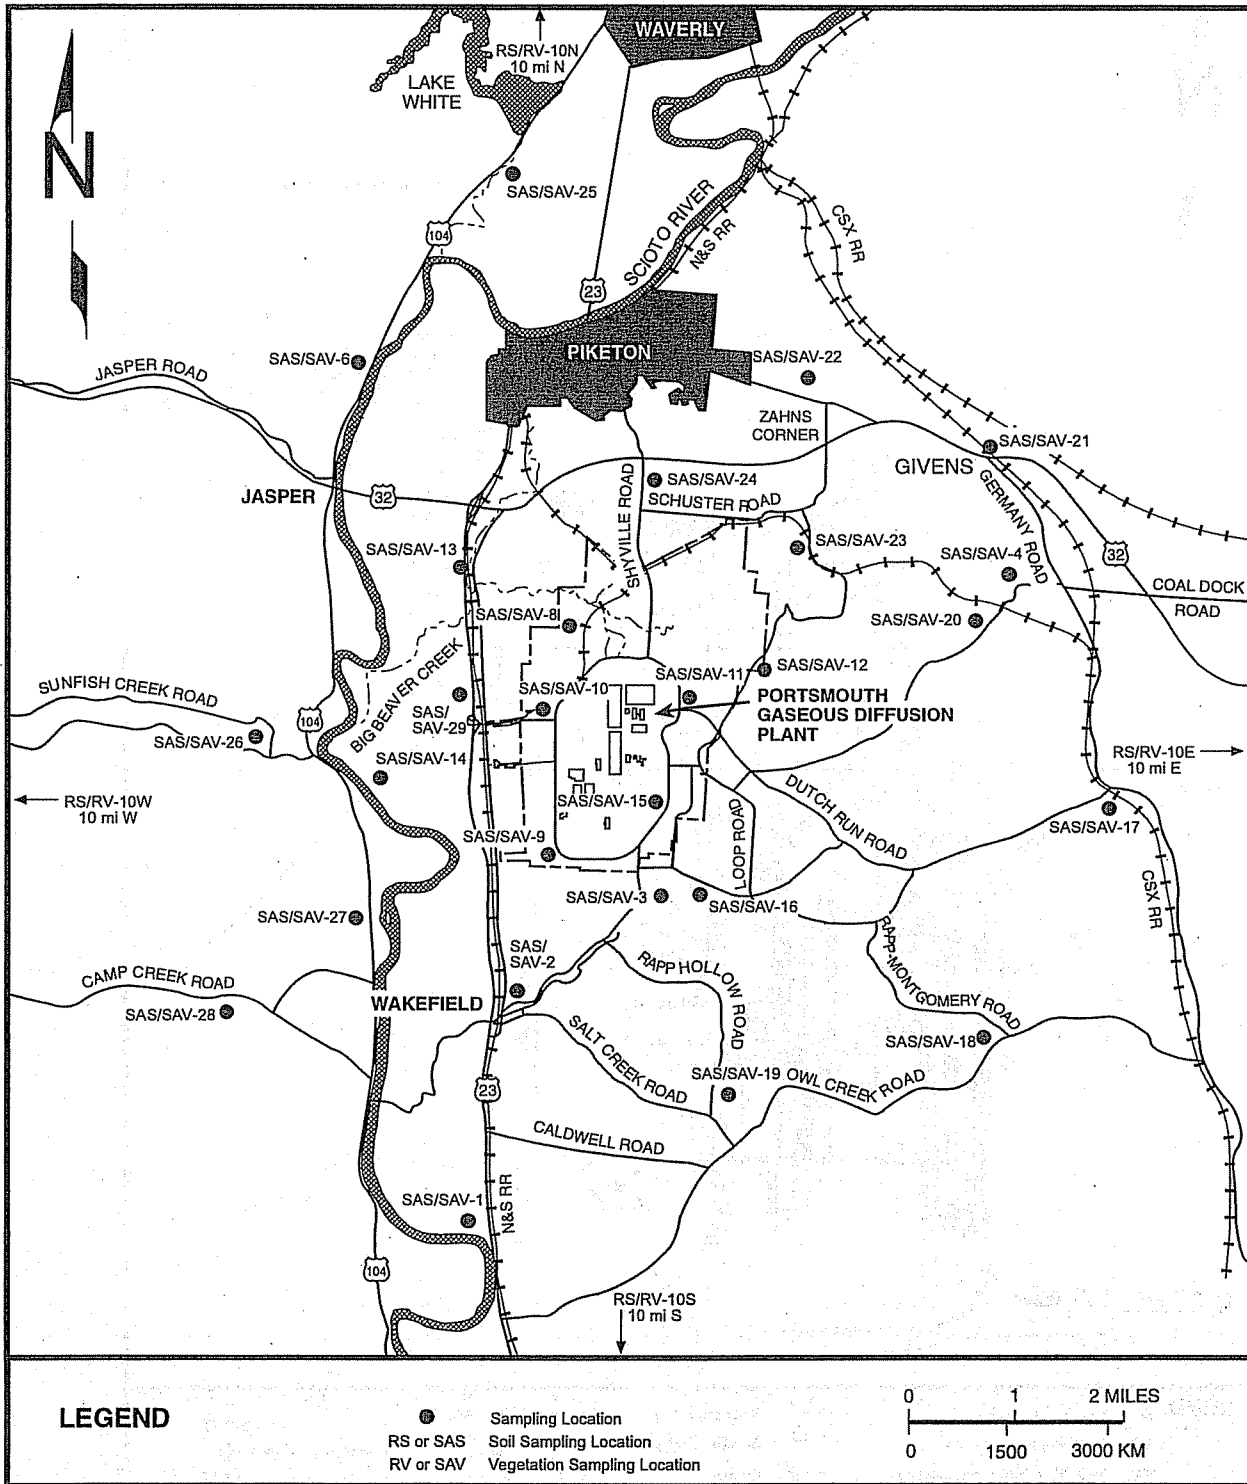 WAVERLY
RS/RV-10N
10 mi N
LAKE
WHITE
N
SAS/SAV-25
SCIOTO RIVER
N&S RR
CSX RR
104
23
SAS/SAV-6
PIKETON
SAS/SAV-22
JASPER ROAD
ZAHNS
CORNER
SAS/SAV-21
GIVENS
SAS/SAV-24
JASPER
32
SHYVILLE ROAD
SCHUSTER ROAD
GERMANY ROAD
SAS/SAV-13
SAS/SAV-23
SAS/SAV-4
32
COAL DOCK
ROAD
SAS/SAV-8
SAS/SAV-20
BIG BEAVER CREEK
SAS/SAV-11
SAS/SAV-12
SUNFISH CREEK ROAD
SAS/SAV-10
PORTSMOUTH
GASEOUS DIFFUSION
PLANT
SAS/
SAV-29
104
SAS/SAV-26
SAS/SAV-14
RS/RV-10E
10 mi E
RS/RV-10W
10 mi W
SAS/SAV-15
LOOP ROAD
DUTCH RUN ROAD
SAS/SAV-17
SAS/SAV-9
SAS/SAV-3
SAS/SAV-16
CSX RR
SAS/SAV-27
SAS/
SAV-2
RAPP HOLLOW ROAD
RAPP-MONTGOMERY ROAD
CAMP CREEK ROAD
WAKEFIELD
SAS/SAV-28
SALT CREEK ROAD
SAS/SAV-18
SAS/SAV-19
OWL CREEK ROAD
23
CALDWELL ROAD
SAS/SAV-1
N&S RR
104
RS/RV-10S
10 mi S
LEGEND
Sampling Location
RS or SAS Soil Sampling Location
RV or SAV Vegetation Sampling Location
0 1 2 MILES
0 1500 3000 KM